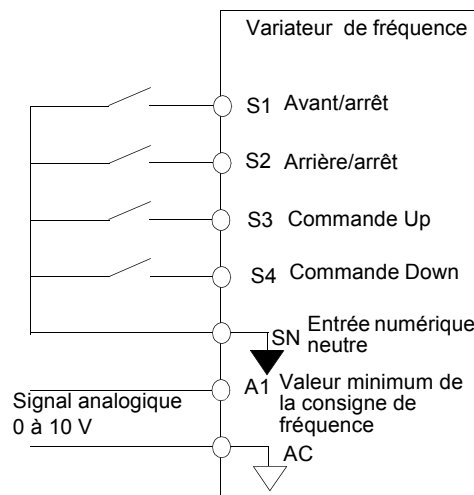 Variateur de fréquence
S1 Avant/arrêt
S2 Arrière/arrêt
S3 Commande Up
S4 Commande Down
SN Entrée numérique
neutre
A1 Valeur minimum de
la consigne de
fréquence
Signal analogique
0 à 10 V
AC